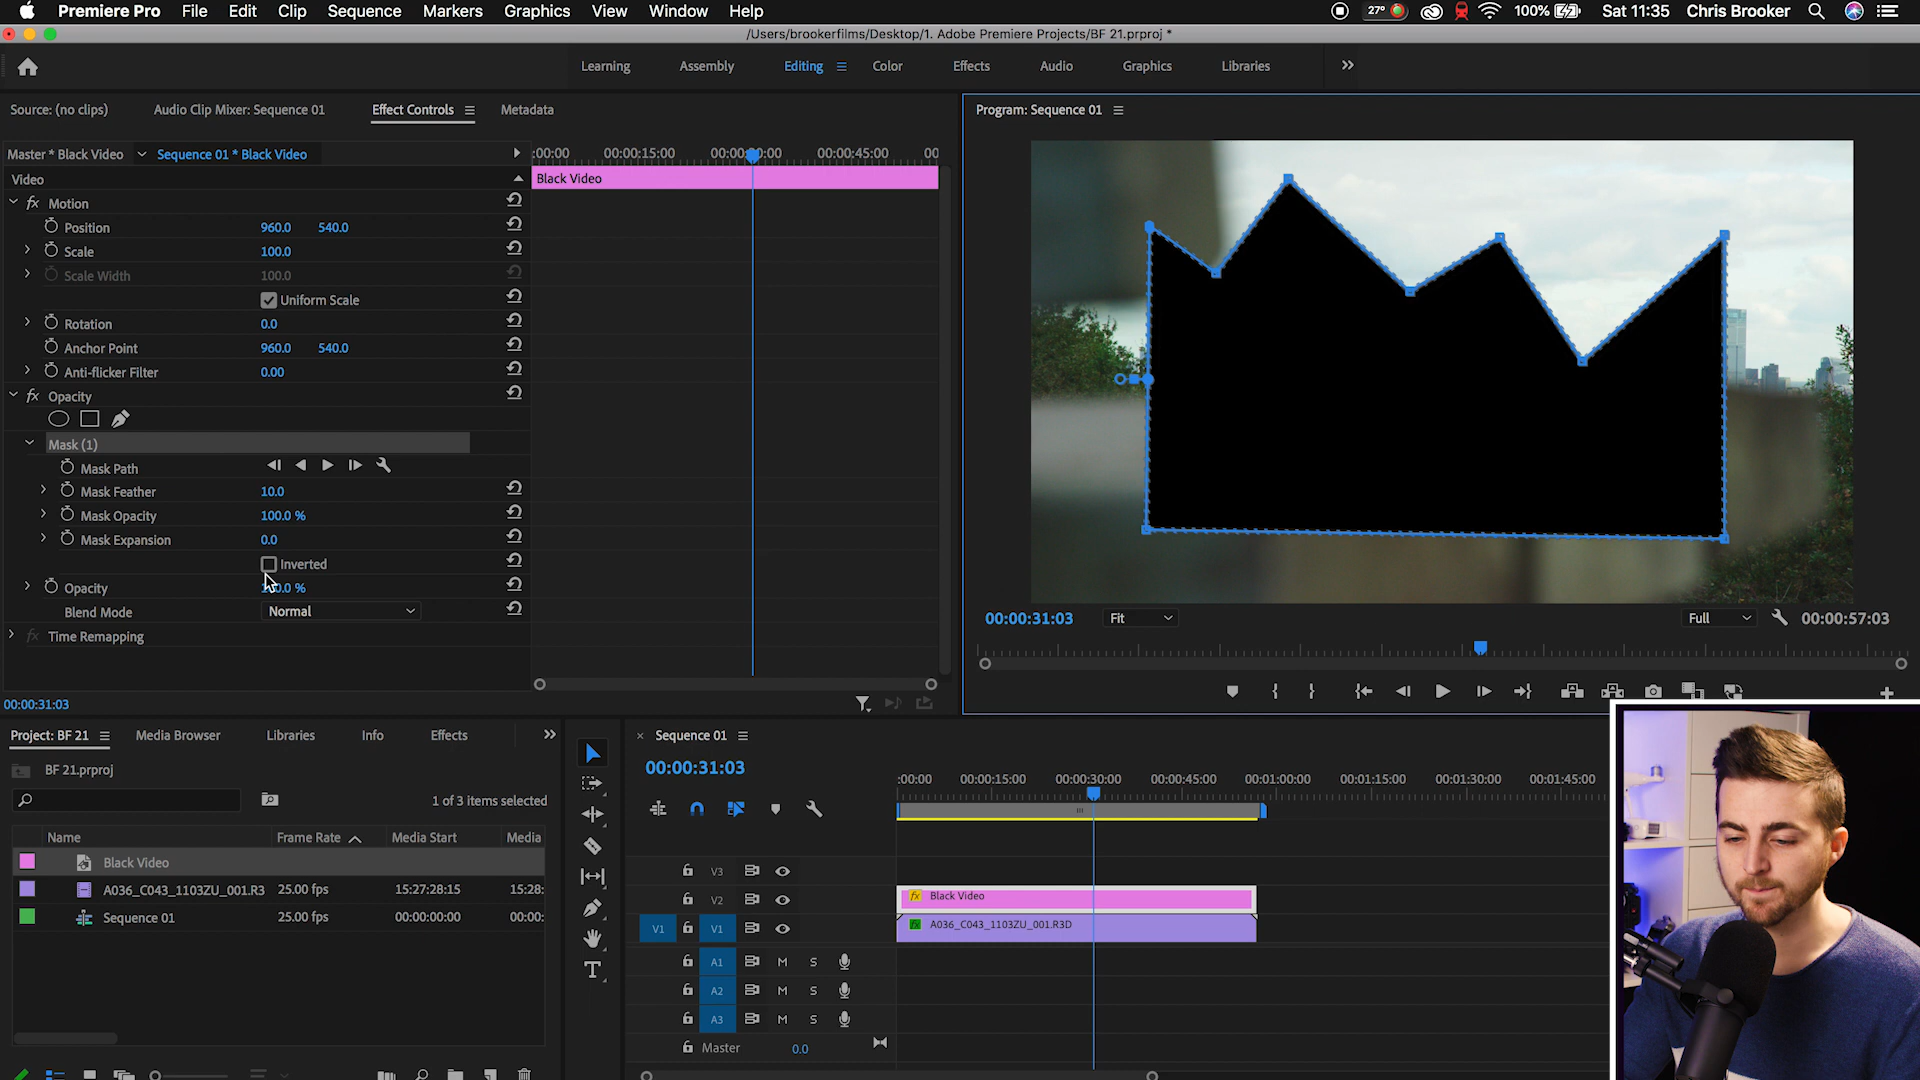 Premiere Pro File Edit Clip Sequence Markers Graphics View Window Help 27° 100% Sat 11:35 Chris Brooker
/Users/brookerfilms/Desktop/1. Adobe Premiere Projects/BF 21.prproj *
Learning Assembly Editing Color Effects Audio Graphics Libraries
Source: (no clips) Audio Clip Mixer: Sequence 01 Effect Controls Metadata
Program: Sequence 01
Master * Black Video Sequence 01 * Black Video
:00:00 00:00:15:00 00:00:45:00 00
Video
Black Video
fx Motion
Position 960.0 540.0
Scale 100.0
Scale Width 100.0
Uniform Scale
Rotation 0.0
Anchor Point 960.0 540.0
Anti-flicker Filter 0.00
fx Opacity
Mask (1)
Mask Path
Mask Feather 10.0
Mask Opacity 100.0 %
Mask Expansion 0.0
Inverted
Opacity .0 %
Blend Mode Normal
fx Time Remapping
00:00:31:03
00:00:31:03 Fit Full 00:00:57:03
Project: BF 21 Media Browser Libraries Info Effects
BF 21.prproj
1 of 3 items selected
Name Frame Rate Media Start Media
Black Video
A036_C043_1103ZU_001.R3 25.00 fps 15:27:28:15 15:28:
Sequence 01 25.00 fps 00:00:00:00 00:00:
× Sequence 01
00:00:31:03
:00:00 00:00:15:00 00:00:30:00 00:00:45:00 00:01:00:00 00:01:15:00 00:01:30:00 00:01:45:00
V3
V2 fx Black Video
V1 V1 fx A036_C043_1103ZU_001.R3D
A1 M S
A2 M S
A3 M S
Master 0.0